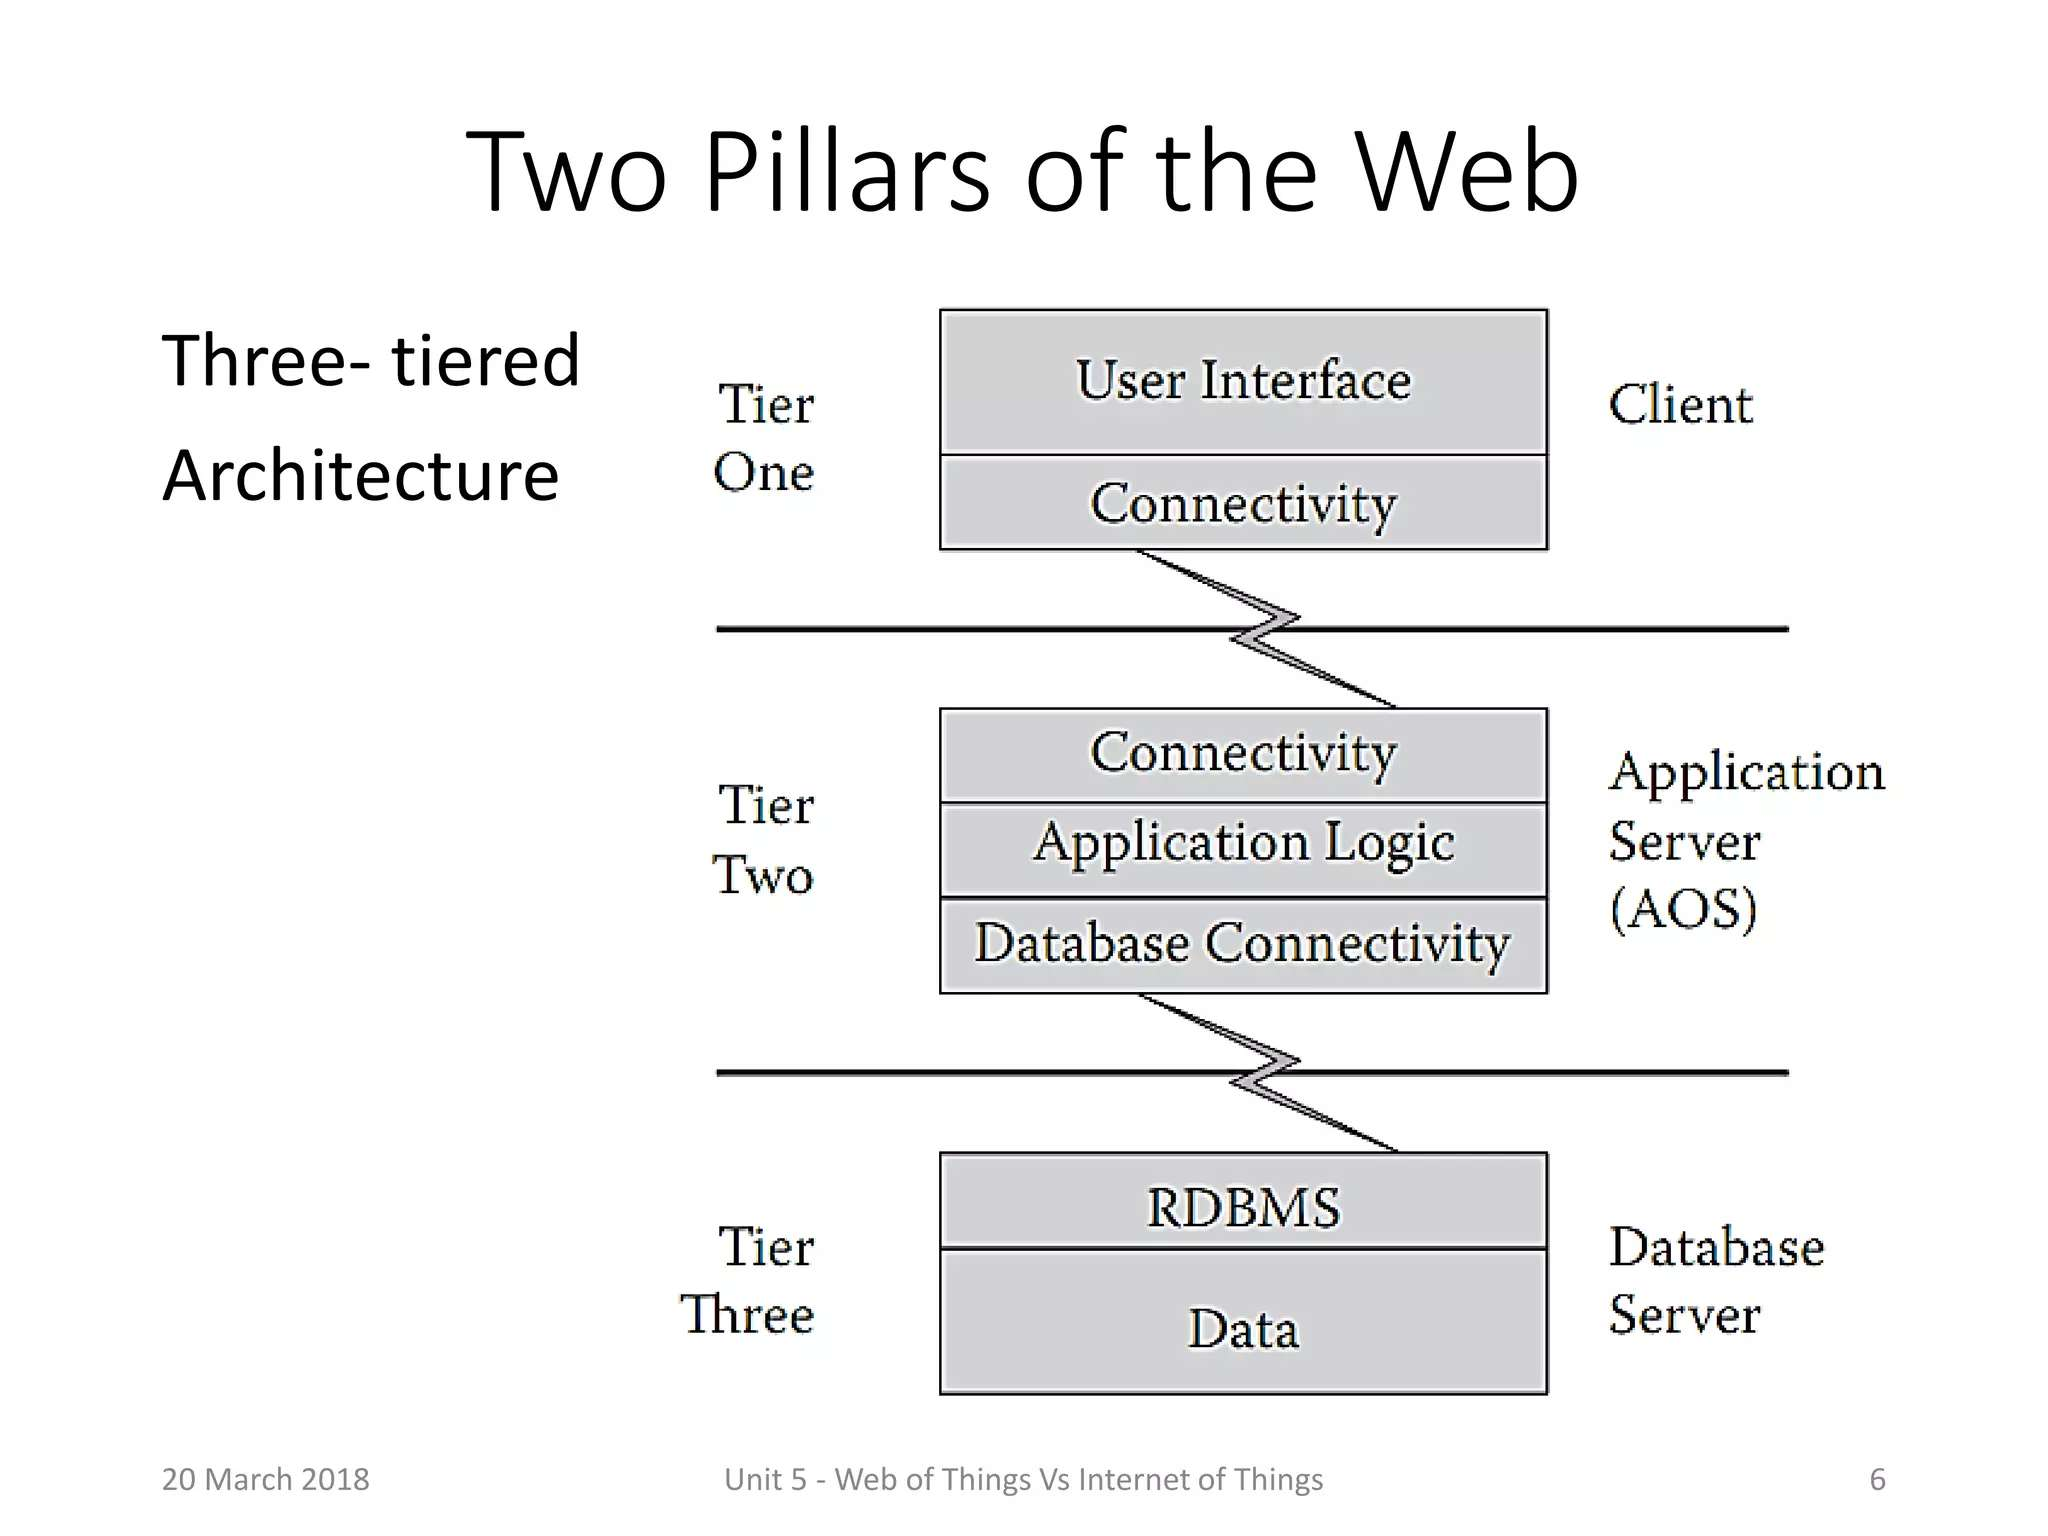 Two Pillars of the Web
Three- tiered
Architecture
Tier
One
User Interface
Connectivity
Client
Tier
Two
Connectivity
Application Logic
Database Connectivity
Application
Server
(AOS)
Tier
Three
RDBMS
Data
Database
Server
20 March 2018
Unit 5 - Web of Things Vs Internet of Things
6